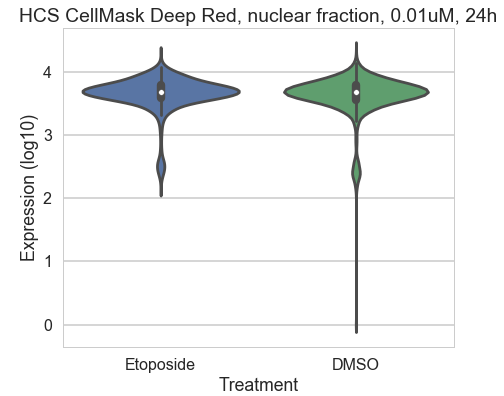 HCS CellMask Deep Red, nuclear fraction, 0.01uM, 24h
4
3
2
1
0
Expression (log10)
Etoposide
DMSO
Treatment